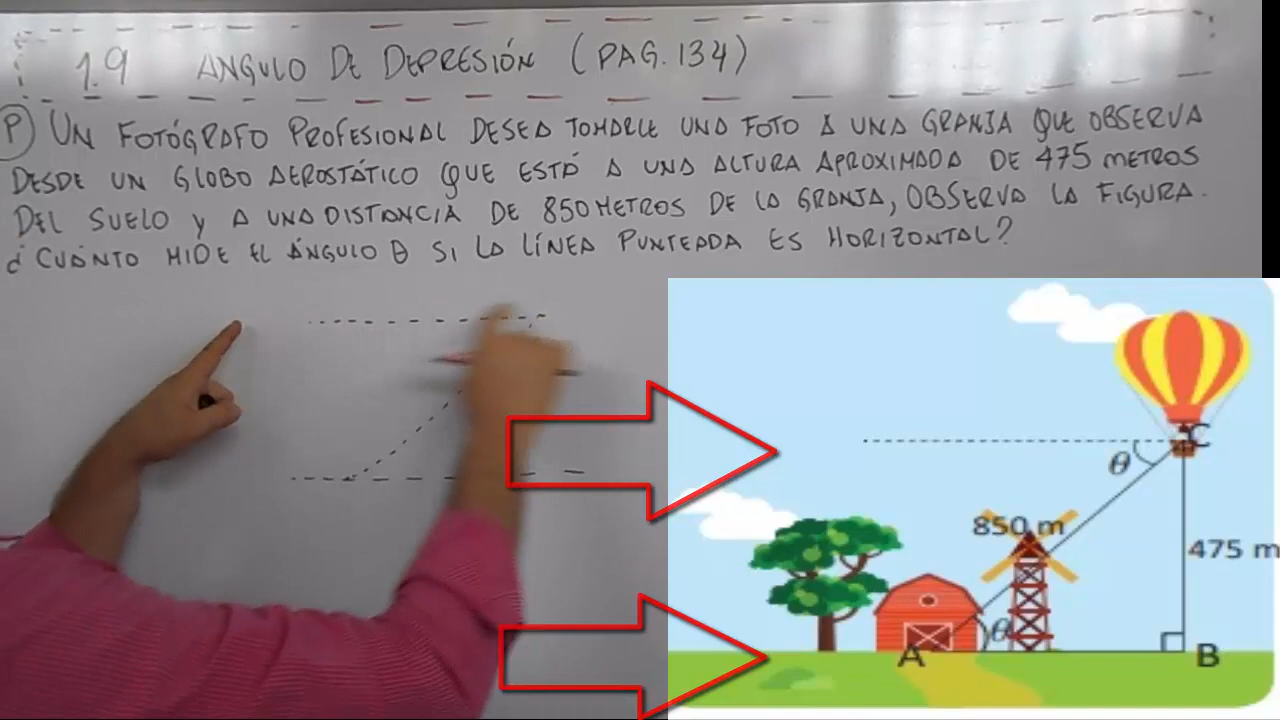 1.9 ANGULO DE DEPRESIÓN (PAG. 134)
P) UN FOTÓGRAFO PROFESIONAL DESEA TOMARLE UNA FOTO A UNA GRANJA QUE OBSERVA
DESDE UN GLOBO AEROSTÁTICO QUE ESTÁ A UNA ALTURA APROXIMADA DE 475 METROS
DEL SUELO Y A UNA DISTANCIA DE 850 METROS DE LA GRANJA, OBSERVA LA FIGURA.
¿CUÁNTO MIDE EL ÁNGULO θ SI LA LÍNEA PUNTEADA ES HORIZONTAL?
C
θ
850 m
475 m
θ
A
B